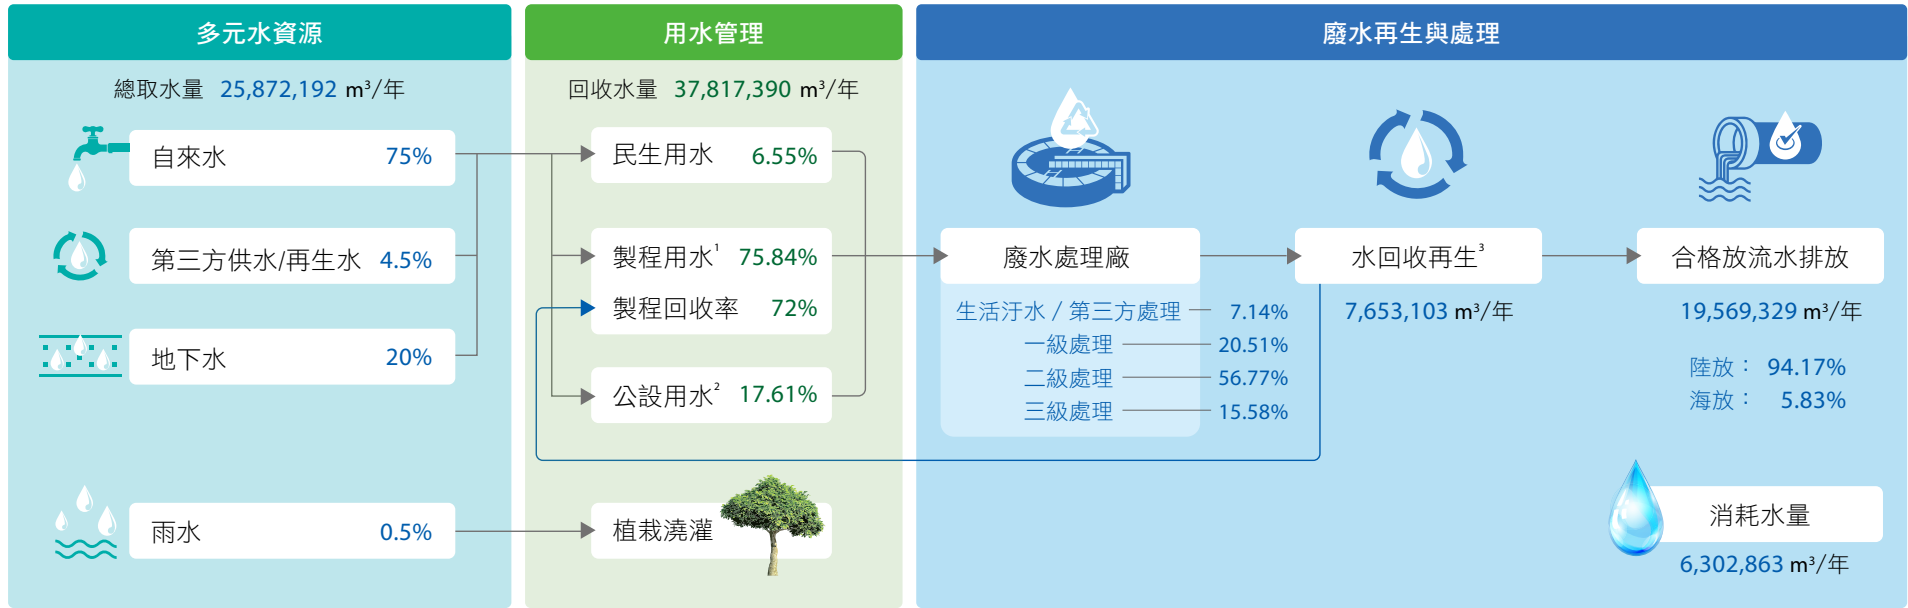 多元水資源
總取水量 25,872,192 m³/年
自來水 75%
第三方供水/再生水 4.5%
地下水 20%
雨水 0.5%
用水管理
回收水量 37,817,390 m³/年
民生用水 6.55%
製程用水¹ 75.84%
製程回收率 72%
公設用水² 17.61%
植栽澆灌
廢水再生與處理
廢水處理廠
生活汙水 / 第三方處理 7.14%
一級處理 20.51%
二級處理 56.77%
三級處理 15.58%
水回收再生³
7,653,103 m³/年
合格放流水排放
19,569,329 m³/年
陸放： 94.17%
海放： 5.83%
消耗水量
6,302,863 m³/年